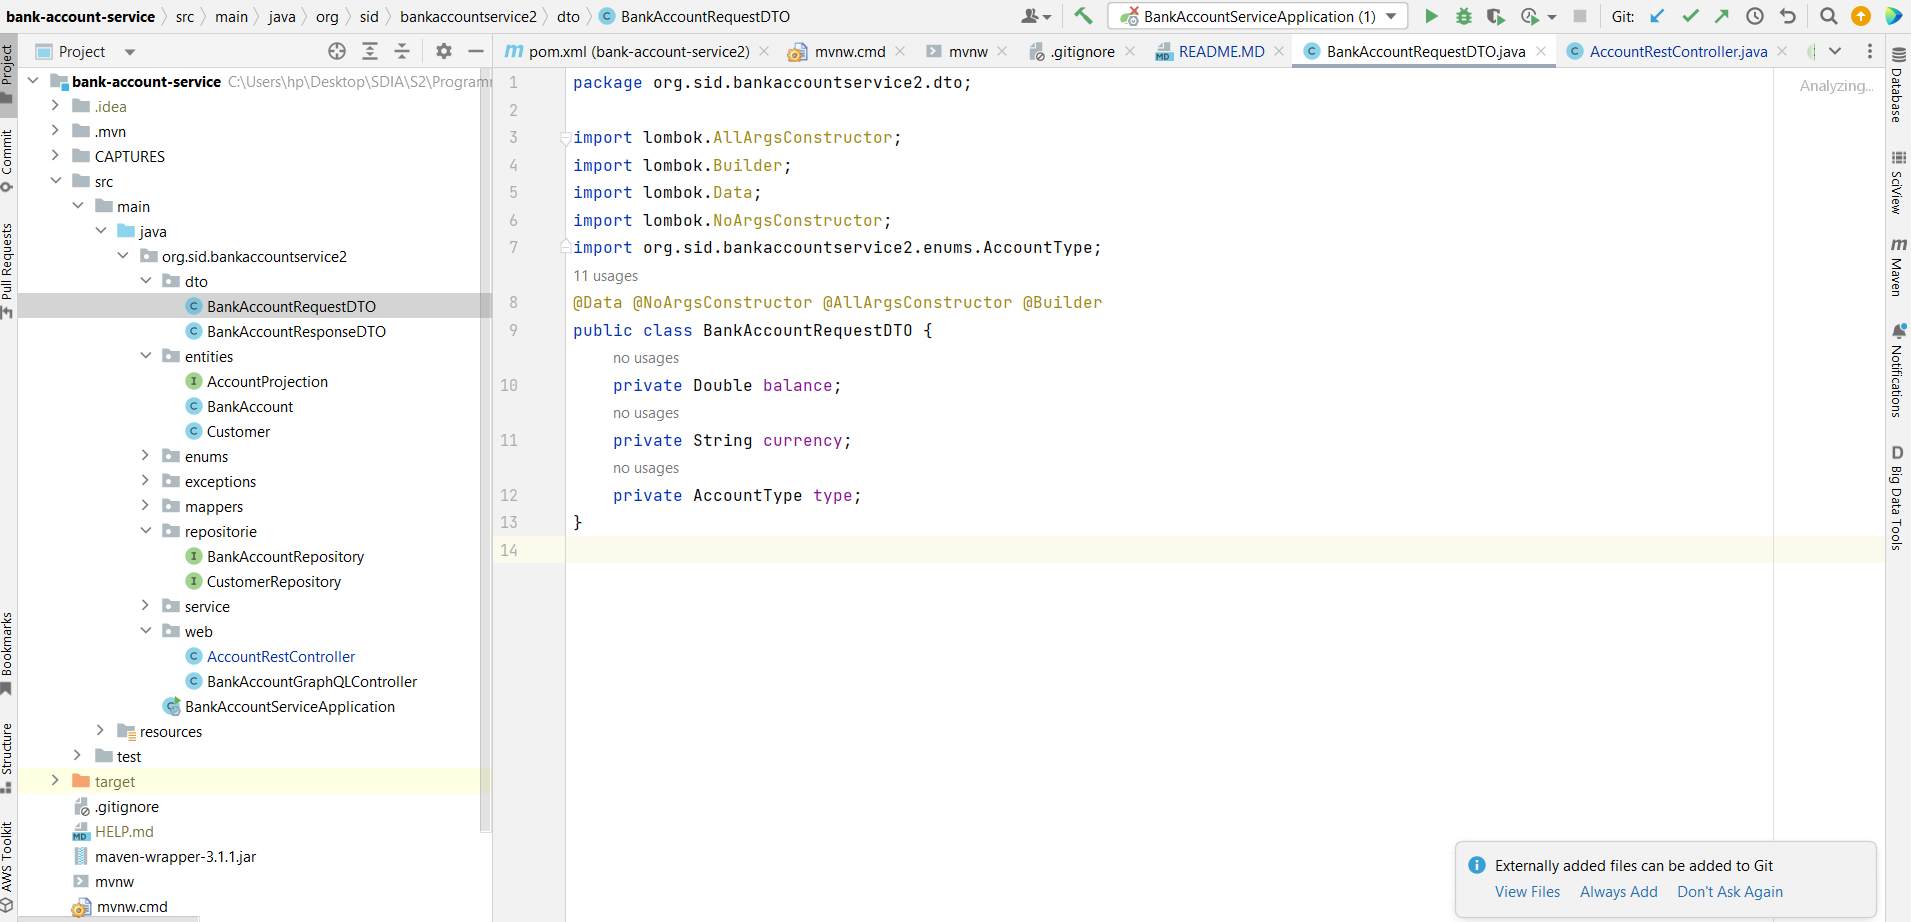 bank-account-service src main java org sid bankaccountservice2 dto BankAccountRequestDTO
BankAccountServiceApplication (1) Git:
Project
pom.xml (bank-account-service2) mvnw.cmd mvnw .gitignore README.MD BankAccountRequestDTO.java AccountRestController.java
Project
Commit
Pull Requests
Bookmarks
Structure
AWS Toolkit
bank-account-service C:\Users\hp\Desktop\SDIA\S2\Program
.idea
.mvn
CAPTURES
src
main
java
org.sid.bankaccountservice2
dto
BankAccountRequestDTO
BankAccountResponseDTO
entities
AccountProjection
BankAccount
Customer
enums
exceptions
mappers
repositorie
BankAccountRepository
CustomerRepository
service
web
AccountRestController
BankAccountGraphQLController
BankAccountServiceApplication
resources
test
target
.gitignore
HELP.md
maven-wrapper-3.1.1.jar
mvnw
mvnw.cmd
1 package org.sid.bankaccountservice2.dto;
2
3 import lombok.AllArgsConstructor;
4 import lombok.Builder;
5 import lombok.Data;
6 import lombok.NoArgsConstructor;
7 import org.sid.bankaccountservice2.enums.AccountType;
11 usages
8 @Data @NoArgsConstructor @AllArgsConstructor @Builder
9 public class BankAccountRequestDTO {
no usages
10 private Double balance;
no usages
11 private String currency;
no usages
12 private AccountType type;
13 }
14
Analyzing...
Database
SciView
Maven
Notifications
Big Data Tools
Externally added files can be added to Git
View Files Always Add Don't Ask Again